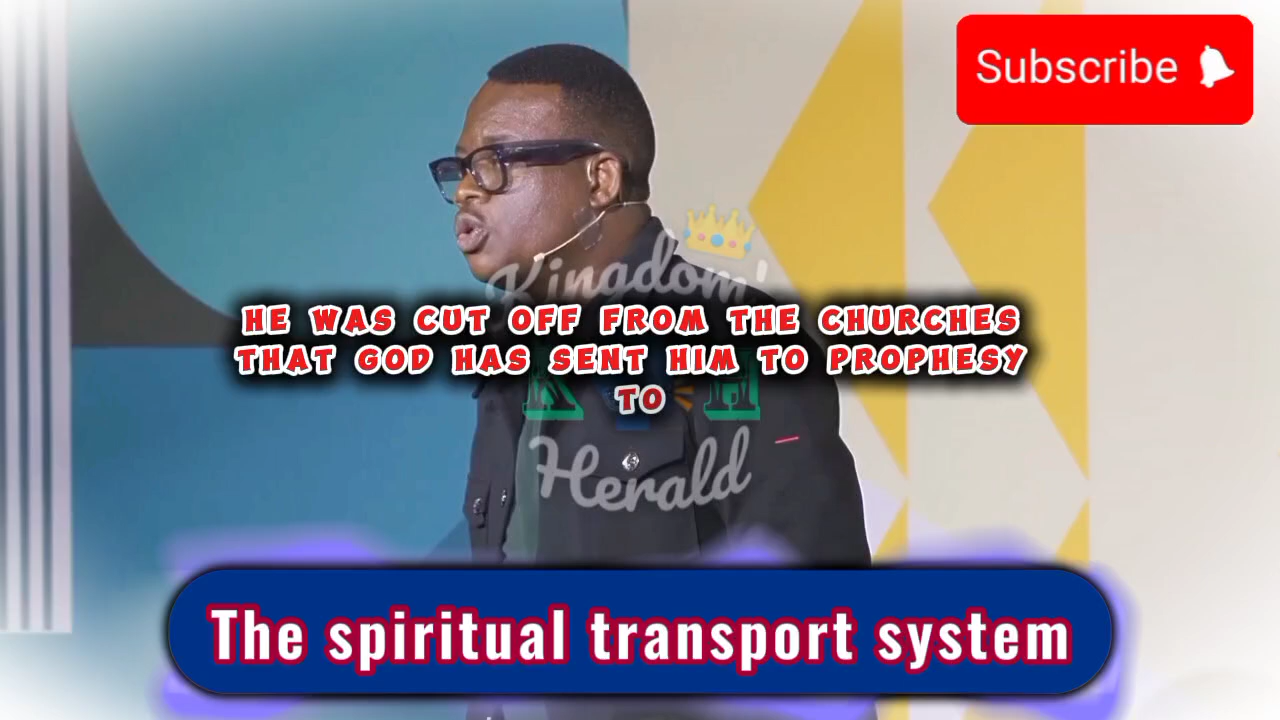 Subscribe
Kingdom'
HE WAS CUT OFF FROM THE CHURCHES
THAT GOD HAS SENT HIM TO PROPHESY
TO
K H
Herald
The spiritual transport system